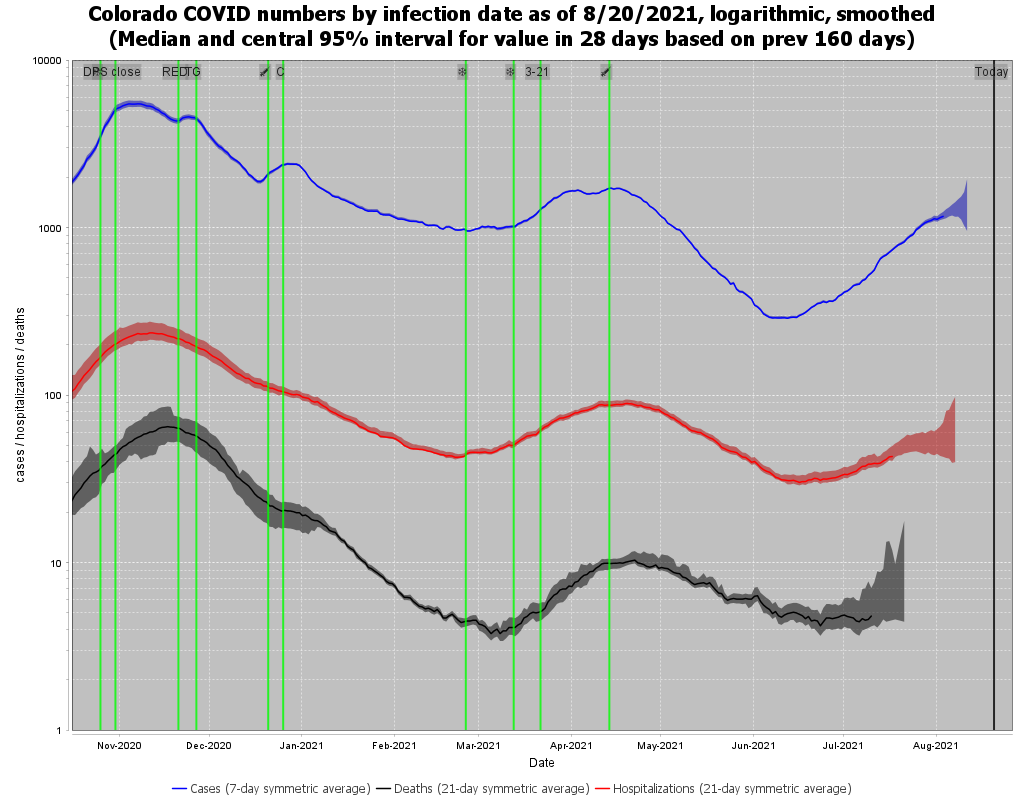 Colorado COVID numbers by infection date as of 8/20/2021, logarithmic, smoothed
(Median and central 95% interval for value in 28 days based on prev 160 days)
10000
1000
100
10
1
cases / hospitalizations / deaths
close
C
3-21
Today
Nov-2020 Dec-2020 Jan-2021 Feb-2021 Mar-2021 Apr-2021 May-2021 Jun-2021 Jul-2021 Aug-2021
Date
Cases (7-day symmetric average) Deaths (21-day symmetric average) Hospitalizations (21-day symmetric average)